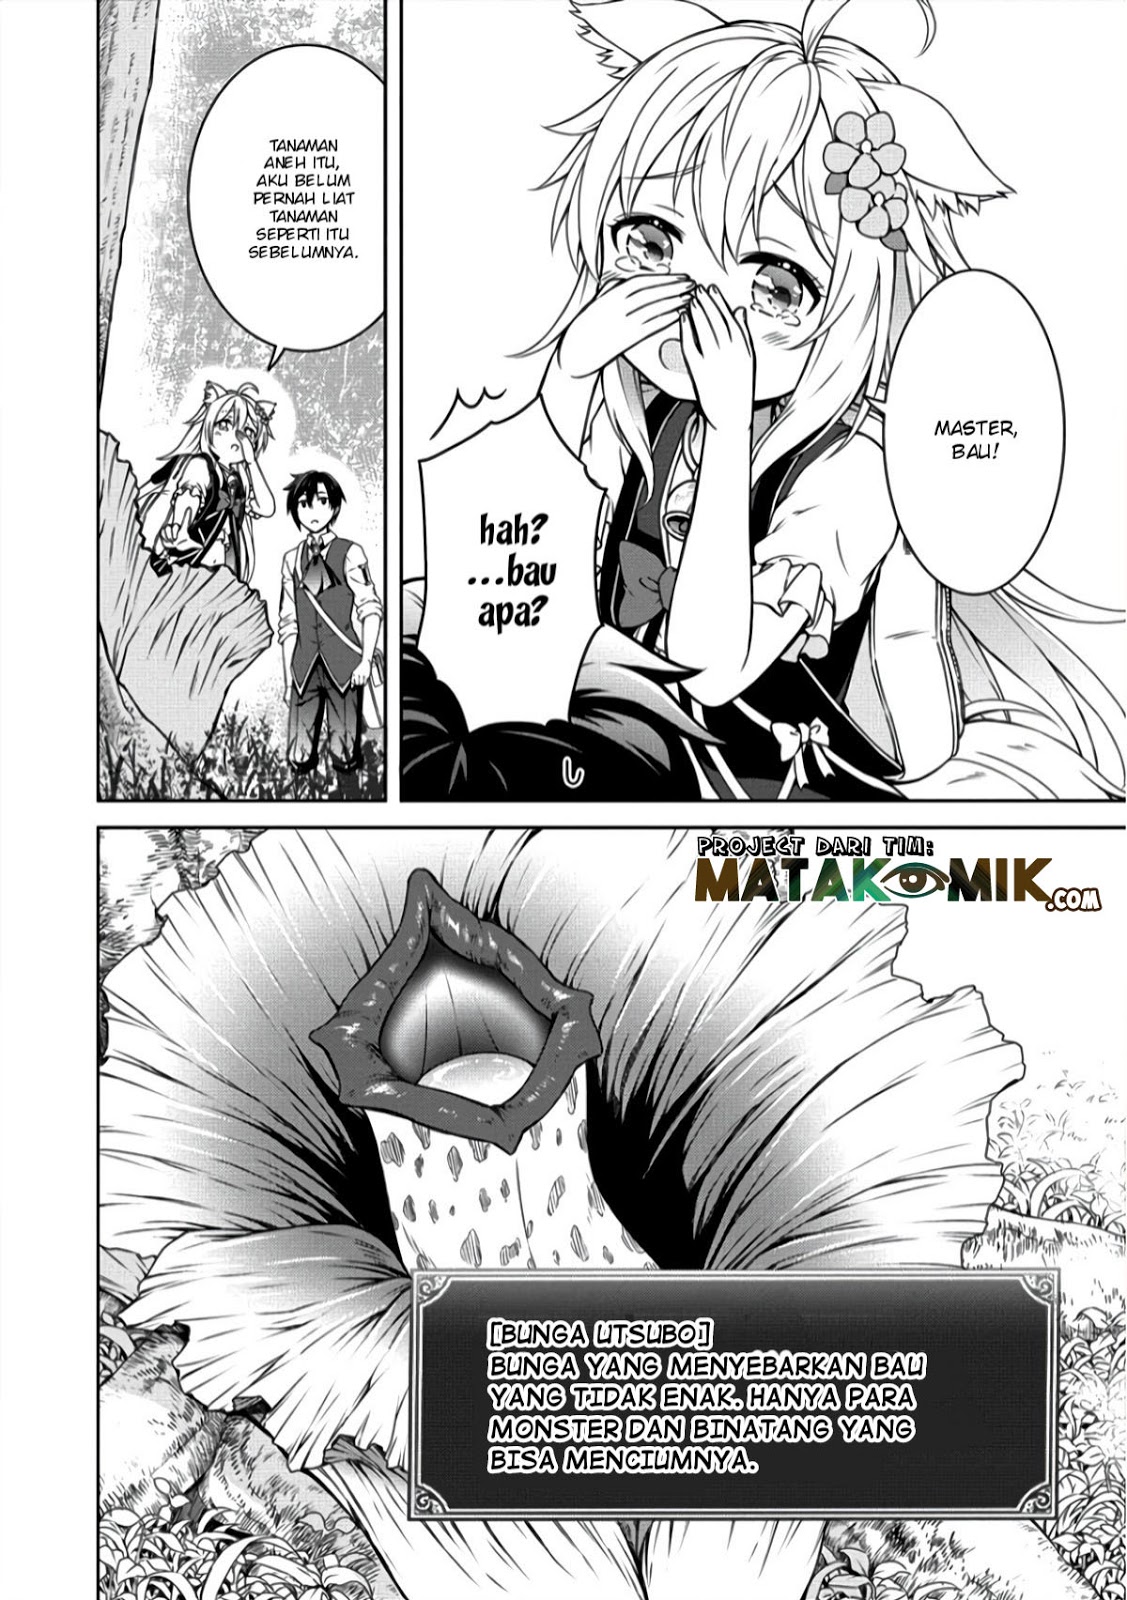 MASTER,
BAU!
hah?
...bau
apa?
TANAMAN
ANEH ITU,
AKU BELUM
PERNAH LIAT
TANAMAN
SEPERTI ITU
SEBELUMNYA.
PROJECT DARI TIM:
MATAKOMIK.COM
[BUNGA UTSUBO]
BUNGA YANG MENYEBARKAN BAU
YANG TIDAK ENAK. HANYA PARA
MONSTER DAN BINATANG YANG
BISA MENCIUMNYA.